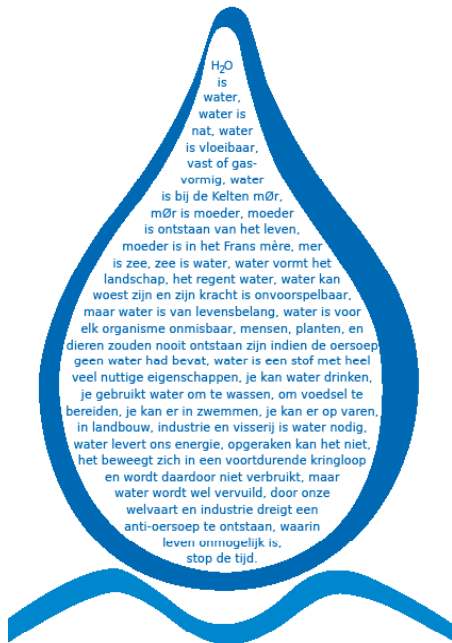 H₂O
is
water,
water is
nat, water
is vloeibaar,
vast of gas-
vormig, water
is bij de Kelten mØr,
mØr is moeder, moeder
is ontstaan van het leven,
moeder is in het Frans mère, mer
is zee, zee is water, water vormt het
landschap, het regent water, water kan
woest zijn en zijn kracht is onvoorspelbaar,
maar water is van levensbelang, water is voor
elk organisme onmisbaar, mensen, planten, en
dieren zouden nooit ontstaan zijn indien de oersoep
geen water had bevat, water is een stof met heel
veel nuttige eigenschappen, je kan water drinken,
je gebruikt water om te wassen, om voedsel te
bereiden, je kan er in zwemmen, je kan er op varen,
in landbouw, industrie en visserij is water nodig,
water levert ons energie, opgeraken kan het niet,
het beweegt zich in een voortdurende kringloop
en wordt daardoor niet verbruikt, maar
water wordt wel vervuild, door onze
welvaart en industrie dreigt een
anti-oersoep te ontstaan, waarin
leven onmogelijk is,
stop de tijd.